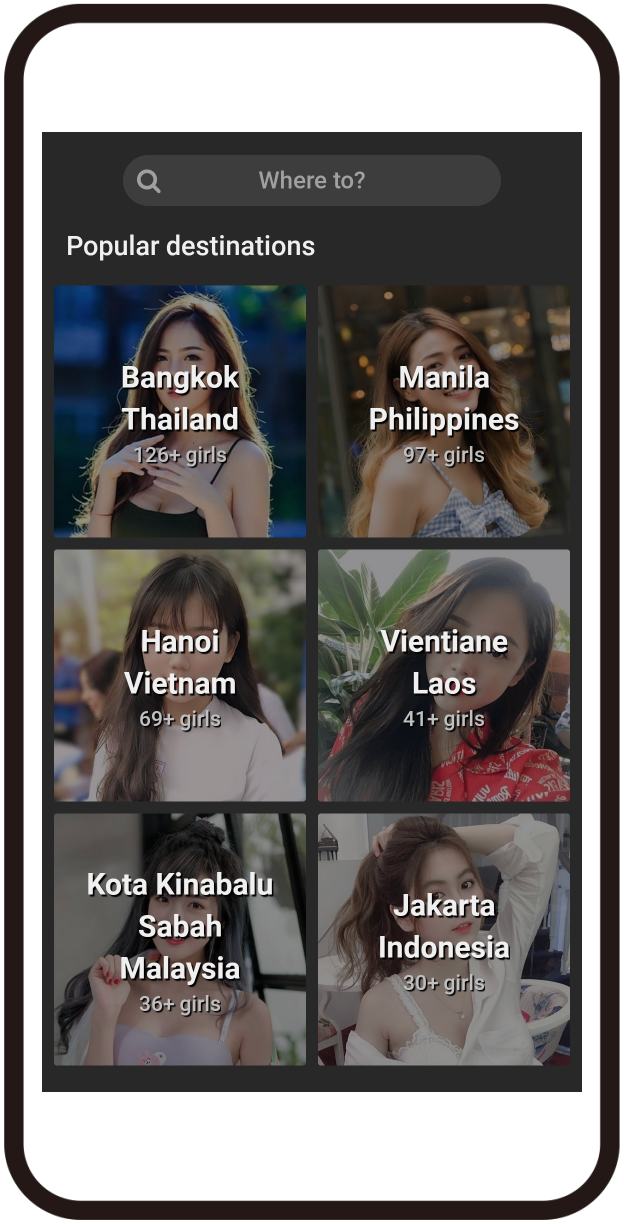 Where to?
Popular destinations
Bangkok
Thailand
126+ girls
Manila
Philippines
97+ girls
Hanoi
Vietnam
69+ girls
Vientiane
Laos
41+ girls
Kota Kinabalu
Sabah
Malaysia
36+ girls
Jakarta
Indonesia
30+ girls